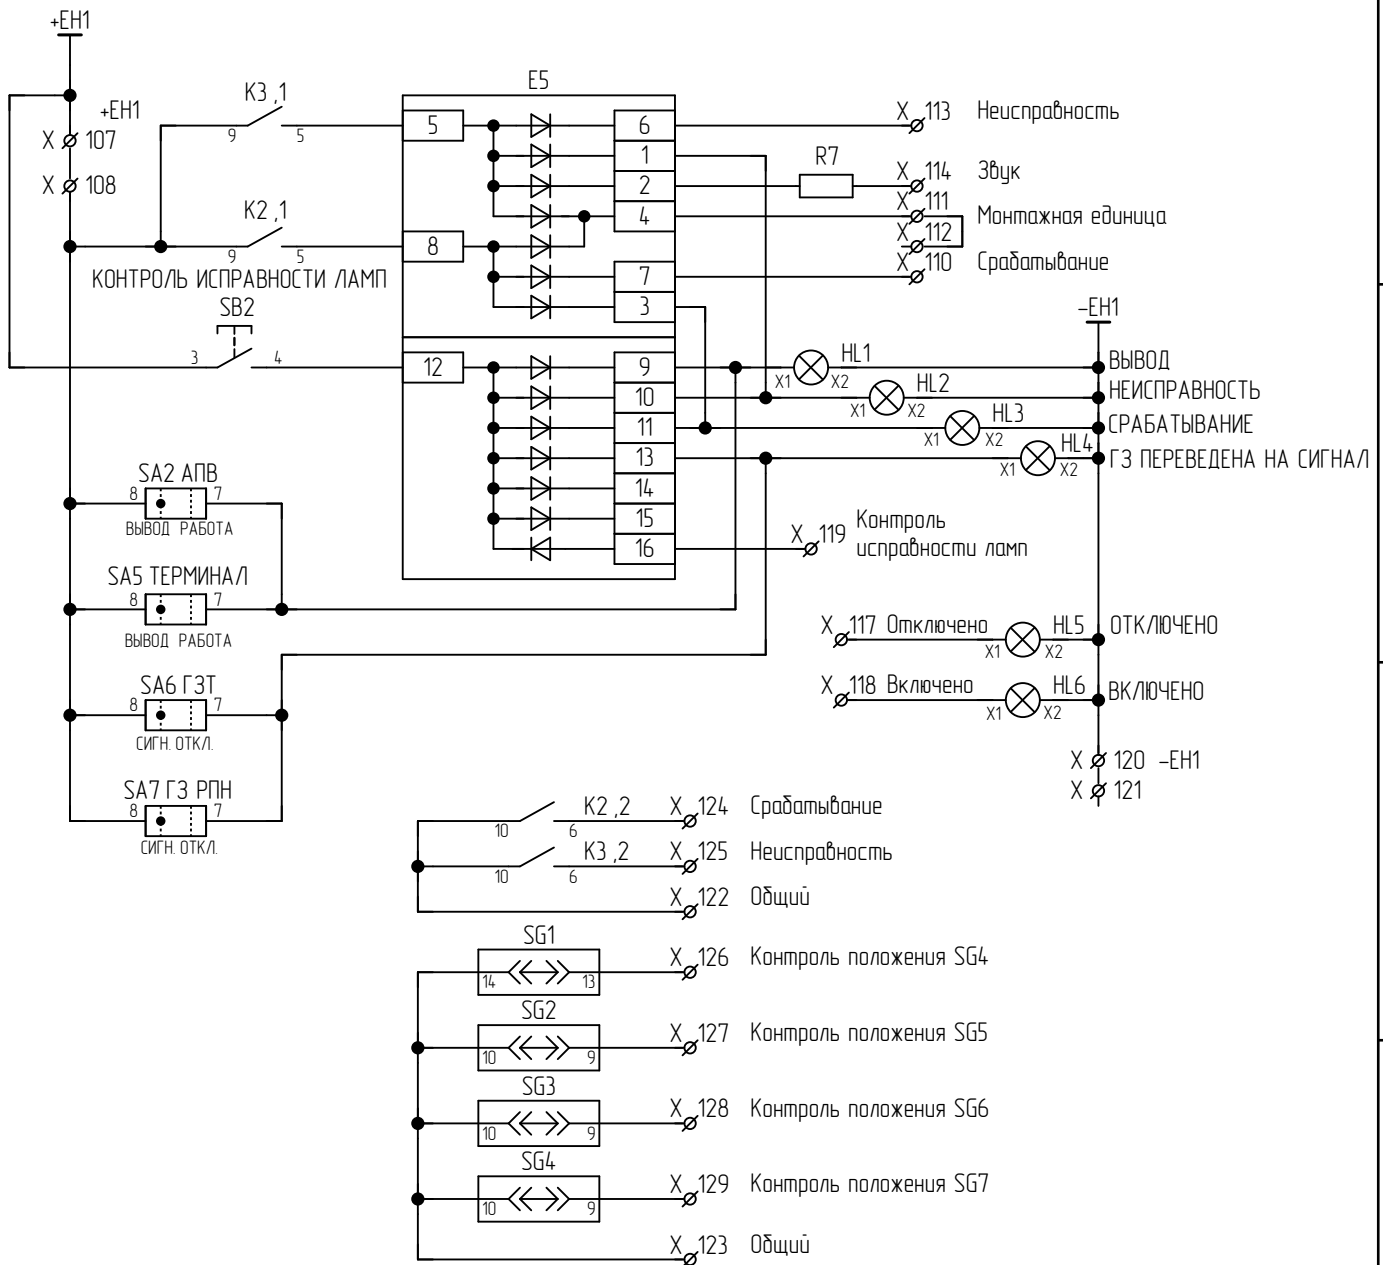 +EH1
E5
K3 ,1
+EH1
9 5
5 6
X 113 Неисправность
X 107
1
R7
X 108
2
X 114 Звук
K2 ,1
4
X 111 Монтажная единица
9 5
8
X 112
КОНТРОЛЬ ИСПРАВНОСТИ ЛАМП
7
X 110 Срабатывание
SB2
3
-EH1
3 4
12 9
X1 HL1 X2
ВЫВОД
10
X1 HL2 X2
НЕИСПРАВНОСТЬ
11
X1 HL3 X2
СРАБАТЫВАНИЕ
13
X1 HL4 X2
ГЗ ПЕРЕВЕДЕНА НА СИГНАЛ
SA2 АПВ
8 7
14
ВЫВОД РАБОТА
15
X 119 Контроль
исправности ламп
16
SA5 ТЕРМИНАЛ
8 7
ВЫВОД РАБОТА
X 117 Отключено
X1 HL5 X2
ОТКЛЮЧЕНО
SA6 ГЗТ
8 7
СИГН. ОТКЛ.
X 118 Включено
X1 HL6 X2
ВКЛЮЧЕНО
X 120 -EH1
X 121
SA7 ГЗ РПН
8 7
СИГН. ОТКЛ.
K2 ,2
10 6
X 124 Срабатывание
K3 ,2
10 6
X 125 Неисправность
X 122 Общий
SG1
14 13
X 126 Контроль положения SG4
SG2
10 9
X 127 Контроль положения SG5
SG3
10 9
X 128 Контроль положения SG6
SG4
10 9
X 129 Контроль положения SG7
X 123 Общий